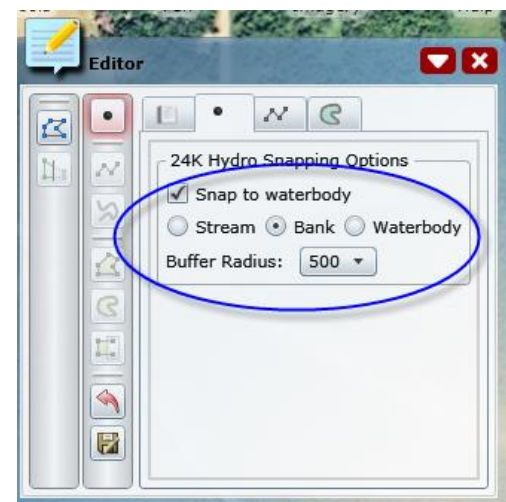 Editor
24K Hydro Snapping Options
Snap to waterbody
Stream Bank Waterbody
Buffer Radius: 500